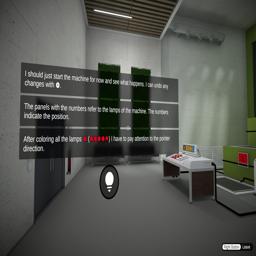 I should just start the machine for now and see what happens. I can undo any
changes with
The panels with the numbers refer to the lamps of the machine. The numbers
indicate the position.
After coloring all the lamps (●●●●●) I have to pay attention to the pointer
direction.
Leave